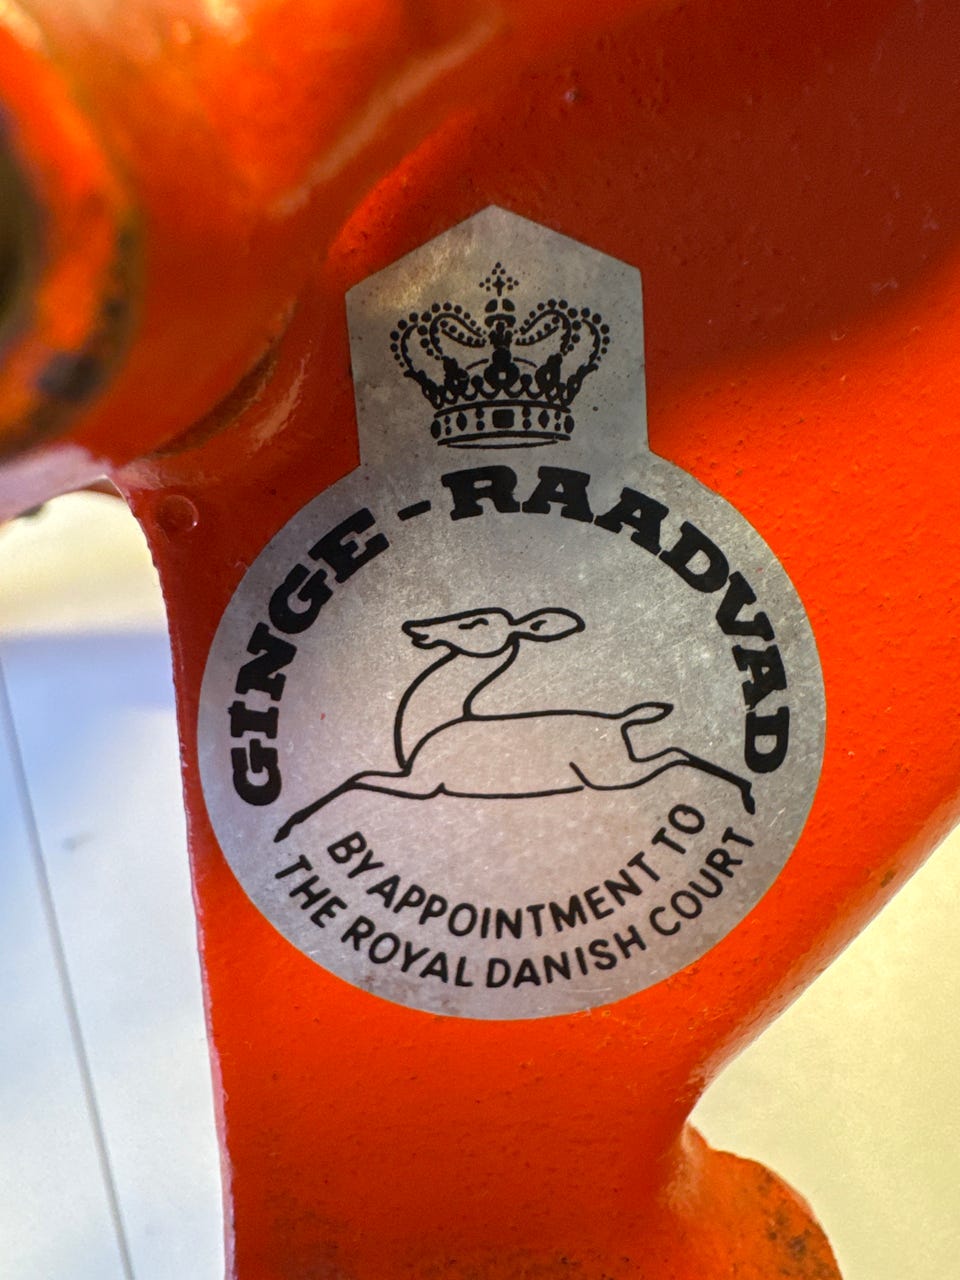 GINGE-RAADVAD
BY APPOINTMENT TO
THE ROYAL DANISH COURT